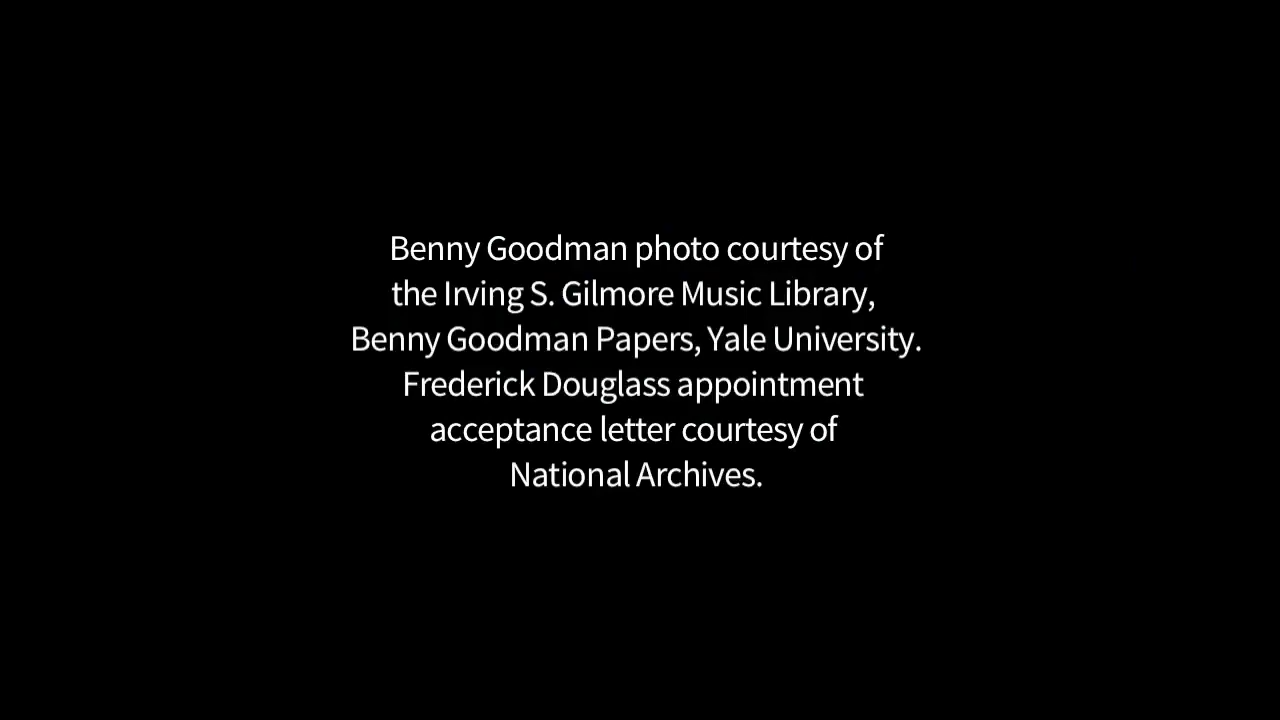 Benny Goodman photo courtesy of
the Irving S. Gilmore Music Library,
Benny Goodman Papers, Yale University.
Frederick Douglass appointment
acceptance letter courtesy of
National Archives.